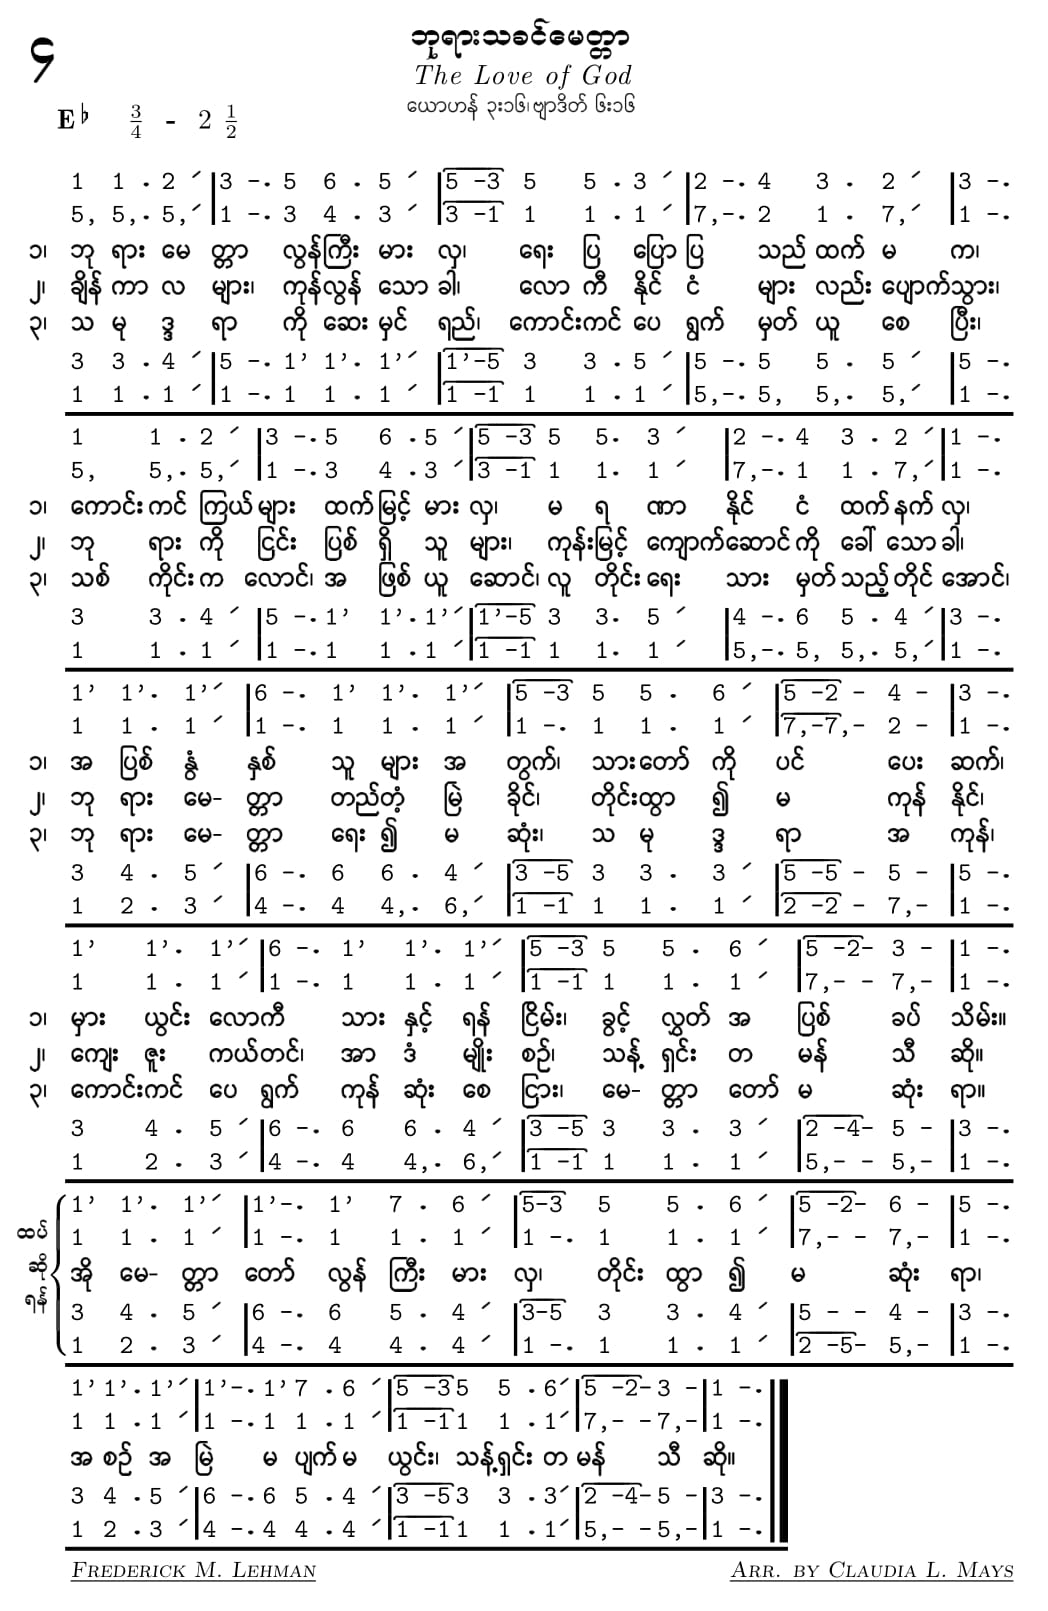 ၄
ဘုရားသခင်မေတ္တာ
The Love of God
ယောဟန် ၃း၁၆၊ဗျာဒိတ် ၆း၁၆
E♭ 3/4 - 2 1/2
1 1 . 2 ′ |3 -. 5 6 . 5 ′ |5 -3 5 5 . 3 ′ |2 -. 4 3 . 2 ′ |3 -.
5, 5,. 5,′ |1 -. 3 4 . 3 ′ |3 -1 1 1 . 1 ′ |7,-. 2 1 . 7,′ |1 -.
၁၊ ဘု ရား မေ တ္တာ လွန်ကြီး မား လှ၊ ရေး ပြ ပြော ပြ သည် ထက် မ က၊
၂၊ ချိန် ကာ လ များ၊ ကုန်လွန် သော ခါ၊ လော ကီ နိုင် ငံ များ လည်း ပျောက်သွား၊
၃၊ သ မု ဒ္ဒ ရာ ကို ဆေး မှင် ရည်၊ ကောင်းကင် ပေ ရွက် မှတ် ယူ စေ ပြီး၊
3 3 . 4 ′ |5 -. 1’ 1’. 1’′ |1’-5 3 3 . 5 ′ |5 -. 5 5 . 5 ′ |5 -.
1 1 . 1 ′ |1 -. 1 1 . 1 ′ |1 -1 1 1 . 1 ′ |5,-. 5, 5,. 5,′ |1 -.
1 1 . 2 ′ |3 -. 5 6 . 5 ′ |5 -3 5 5. 3 ′ |2 -. 4 3 . 2 ′ |1 -.
5, 5,. 5,′ |1 -. 3 4 . 3 ′ |3 -1 1 1. 1 ′ |7,-. 1 1 . 7,′ |1 -.
၁၊ ကောင်း ကင် ကြယ် များ ထက် မြင့် မား လှ၊ မ ရ ဏာ နိုင် ငံ ထက် နက် လှ၊
၂၊ ဘု ရား ကို ငြင်း ပြစ် ရှိ သူ များ၊ ကုန်းမြင့် ကျောက်ဆောင် ကို ခေါ် သော ခါ၊
၃၊ သစ် ကိုင်း က လောင်၊ အ ဖြစ် ယူ ဆောင်၊ လူ တိုင်း ရေး သား မှတ် သည့် တိုင် အောင်၊
3 3 . 4 ′ |5 -. 1’ 1’. 1’′ |1’-5 3 3. 5 ′ |4 -. 6 5 . 4 ′ |3 -.
1 1 . 1 ′ |1 -. 1 1 . 1 ′ |1 -1 1 1. 1 ′ |5,-. 5, 5,. 5,′ |1 -.
1’ 1’. 1’′ |6 -. 1’ 1’. 1’′ |5 -3 5 5 . 6 ′ |5 -2 - 4 - |3 -.
1 1 . 1 ′ |1 -. 1 1 . 1 ′ |1 -. 1 1 . 1 ′ |7,-7,- 2 - |1 -.
၁၊ အ ပြစ် နွံ နှစ် သူ များ အ တွက်၊ သား တော် ကို ပင် ပေး ဆက်၊
၂၊ ဘု ရား မေ- တ္တာ တည်တံ့ မြဲ ခိုင်၊ တိုင်းထွာ ၍ မ ကုန် နိုင်၊
၃၊ ဘု ရား မေ- တ္တာ ရေး ၍ မ ဆုံး၊ သ မု ဒ္ဒ ရာ အ ကုန်၊
3 4 . 5 ′ |6 -. 6 6 . 4 ′ |3 -5 3 3 . 3 ′ |5 -5 - 5 - |5 -.
1 2 . 3 ′ |4 -. 4 4,. 6,′ |1 -1 1 1 . 1 ′ |2 -2 - 7,- |1 -.
1’ 1’. 1’′ |6 -. 1’ 1’. 1’′ |5 -3 5 5 . 6 ′ |5 -2- 3 - |1 -.
1 1 . 1 ′ |1 -. 1 1 . 1 ′ |1 -1 1 1 . 1 ′ |7,- - 7,- |1 -.
၁၊ မှား ယွင်း လောကီ သား နှင့် ရန် ငြိမ်း၊ ခွင့် လွှတ် အ ပြစ် ခပ် သိမ်း။
၂၊ ကျေး ဇူး ကယ်တင်၊ အာ ဒံ မျိုး စဉ်၊ သန့် ရှင်း တ မန် သီ ဆို။
၃၊ ကောင်းကင် ပေ ရွက် ကုန် ဆုံး စေ ငြား၊ မေ- တ္တာ တော် မ ဆုံး ရာ။
3 4 . 5 ′ |6 -. 6 6 . 4 ′ |3 -5 3 3 . 3 ′ |2 -4- 5 - |3 -.
1 2 . 3 ′ |4 -. 4 4,. 6,′ |1 -1 1 1 . 1 ′ |5,- - 5,- |1 -.
ထပ်
ဆို
ရန်
1’ 1’. 1’′ |1’-. 1’ 7 . 6 ′ |5-3 5 5 . 6 ′ |5 -2- 6 - |5 -.
1 1 . 1 ′ |1 -. 1 1 . 1 ′ |1 -. 1 1 . 1 ′ |7,- - 7,- |1 -.
အို မေ- တ္တာ တော် လွန် ကြီး မား လှ၊ တိုင်း ထွာ ၍ မ ဆုံး ရာ၊
3 4 . 5 ′ |6 -. 6 5 . 4 ′ |3-5 3 3 . 4 ′ |5 - - 4 - |3 -.
1 2 . 3 ′ |4 -. 4 4 . 4 ′ |1 -. 1 1 . 1 ′ |2 -5- 5,- |1 -.
1’ 1’. 1’′ |1’-. 1’ 7 . 6 ′ |5 -3 5 5 . 6′ |5 -2- 3 - |1 -.
1 1 . 1 ′ |1 -. 1 1 . 1 ′ |1 -1 1 1 . 1′ |7,- - 7,- |1 -.
အ စဉ် အ မြဲ မ ပျက် မ ယွင်း၊ သန့်ရှင်း တ မန် သီ ဆို။
3 4 . 5 ′ |6 -. 6 5 . 4 ′ |3 -5 3 3 . 3′ |2 -4- 5 - |3 -.
1 2 . 3 ′ |4 -. 4 4 . 4 ′ |1 -1 1 1 . 1′ |5,- - 5,- |1 -.
Frederick M. Lehman
Arr. by Claudia L. Mays